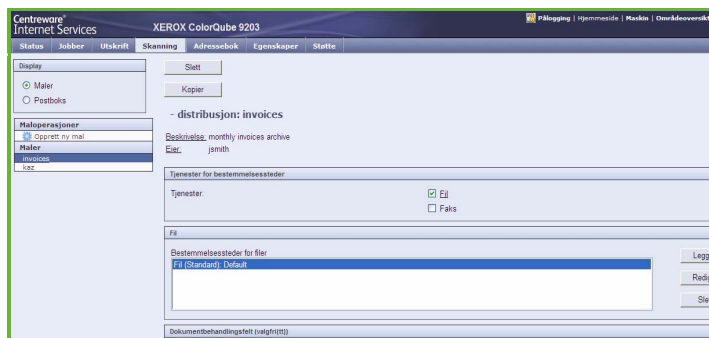 Centreware®
Internet Services
XEROX ColorQube 9203
Pålogging | Hjemmeside | Maskin | Områdeoversikt
Status Jobber Utskrift Skanning Adressebok Egenskaper Støtte
Display
Maler
Postboks
Maloperasjoner
Opprett ny mal
Maler
invoices
kaz
Slett
Kopier
- distribusjon: invoices
Beskrivelse: monthly invoices archive
Eier: jsmith
Tjenester for bestemmelsessteder
Tjenester: Fil
Faks
Fil
Bestemmelsessteder for filer
Fil (Standard): Default
Legg
Redig
Sle
Dokumentbehandlingsfelt (valgfri(tt))